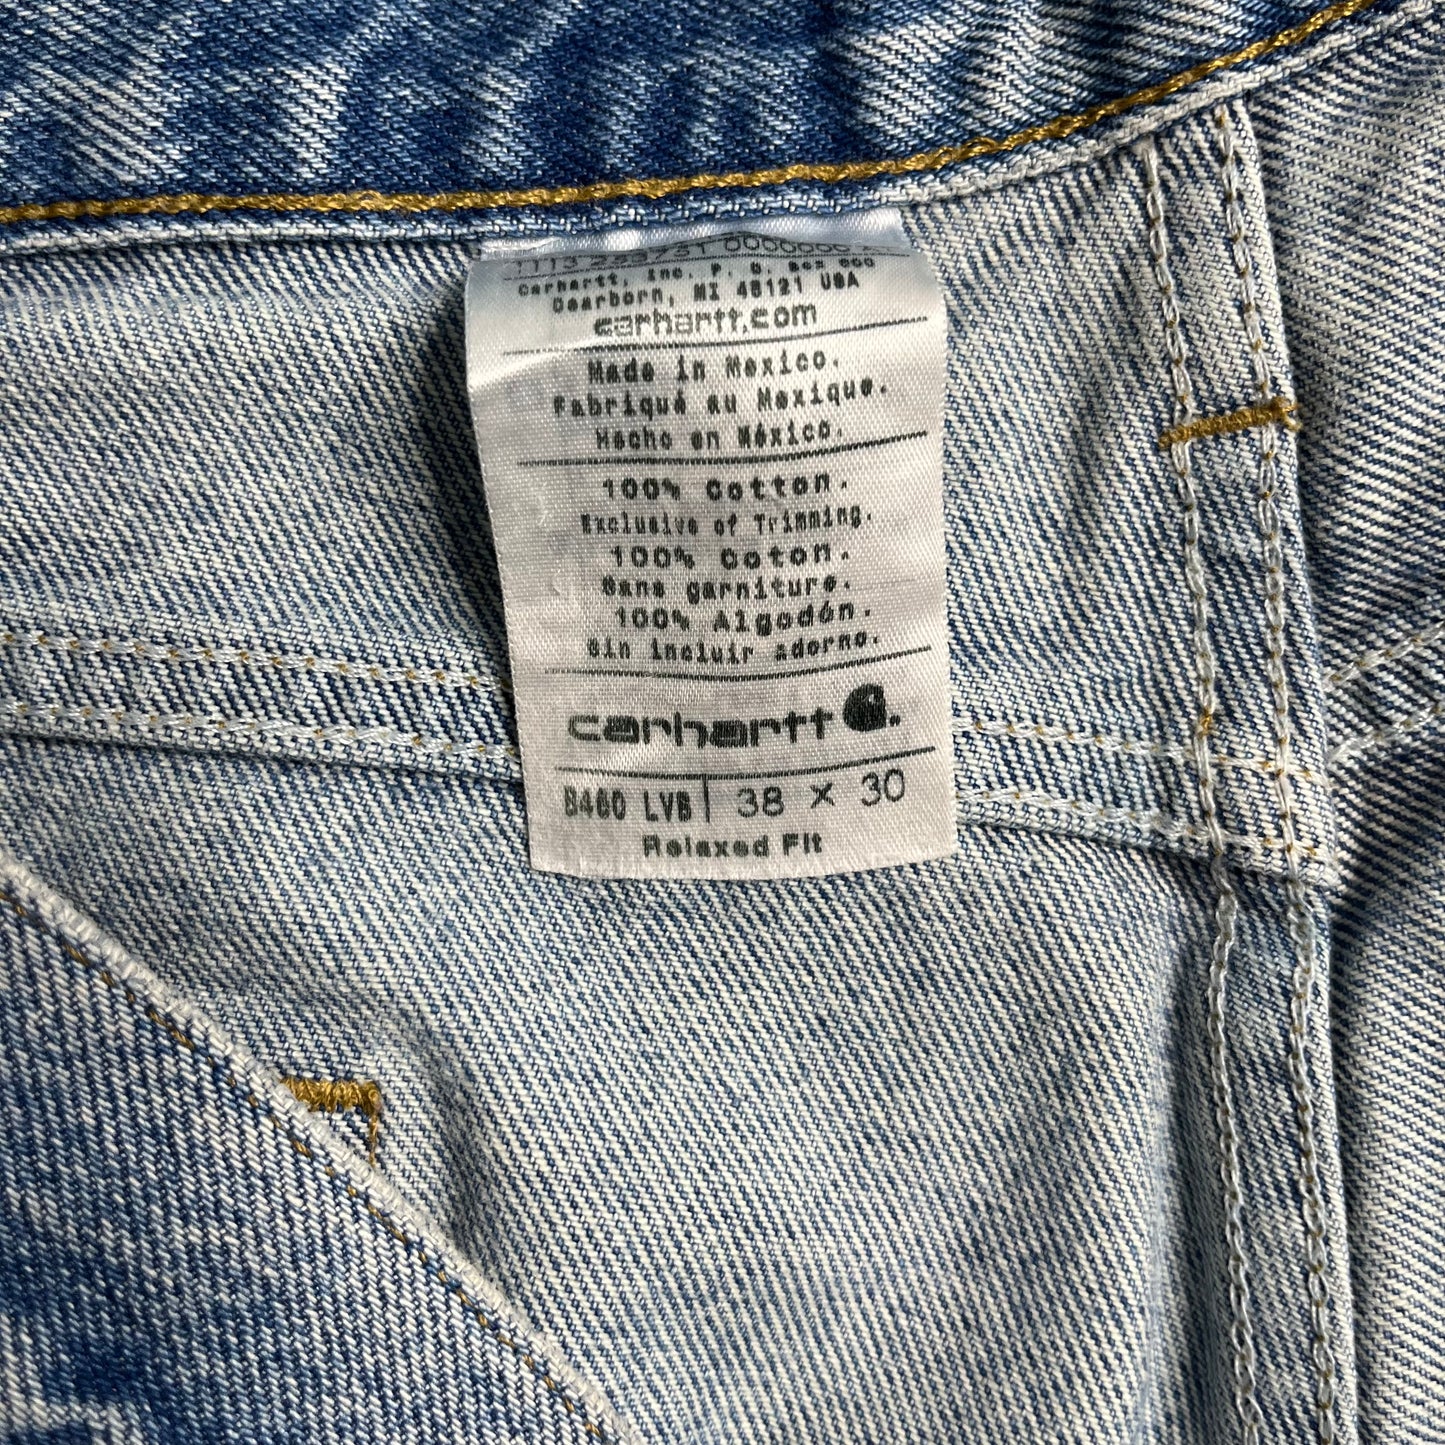 1113 239751
Carhartt, Inc. P. O. Box 600
Dearborn, MI 48121 USA
carhartt.com
Made in Mexico.
Fabriqué au Mexique.
Hecho en México.
100% Cotton.
Exclusive of Trimming.
100% Coton.
Sans garniture.
100% Algodón.
Sin incluir adorno.
carhartt
B460 LVB 38 X 30
Relaxed Fit